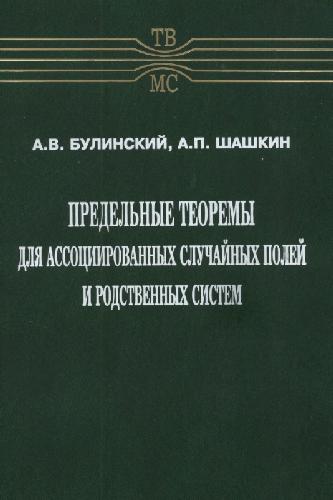 ТВ
МС
А.В. БУЛИНСКИЙ, А.П. ШАШКИН
ПРЕДЕЛЬНЫЕ ТЕОРЕМЫ
ДЛЯ АССОЦИИРОВАННЫХ СЛУЧАЙНЫХ ПОЛЕЙ
И РОДСТВЕННЫХ СИСТЕМ